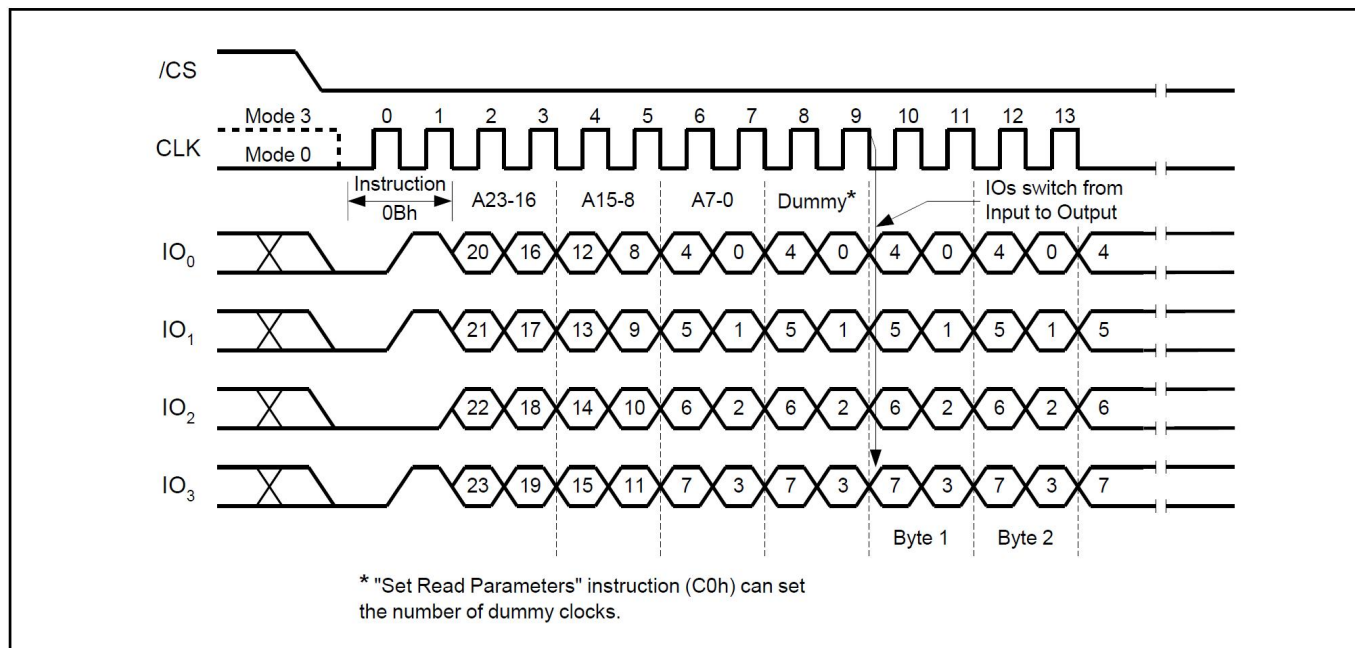 /CS
Mode 3 0 1 2 3 4 5 6 7 8 9 10 11 12 13
CLK
Mode 0
Instruction
0Bh
A23-16 A15-8 A7-0 Dummy*
IOs switch from
Input to Output
IO0 20 16 12 8 4 0 4 0 4 0 4 0 4
IO1 21 17 13 9 5 1 5 1 5 1 5 1 5
IO2 22 18 14 10 6 2 6 2 6 2 6 2 6
IO3 23 19 15 11 7 3 7 3 7 3 7 3 7
Byte 1 Byte 2
* "Set Read Parameters" instruction (C0h) can set
the number of dummy clocks.